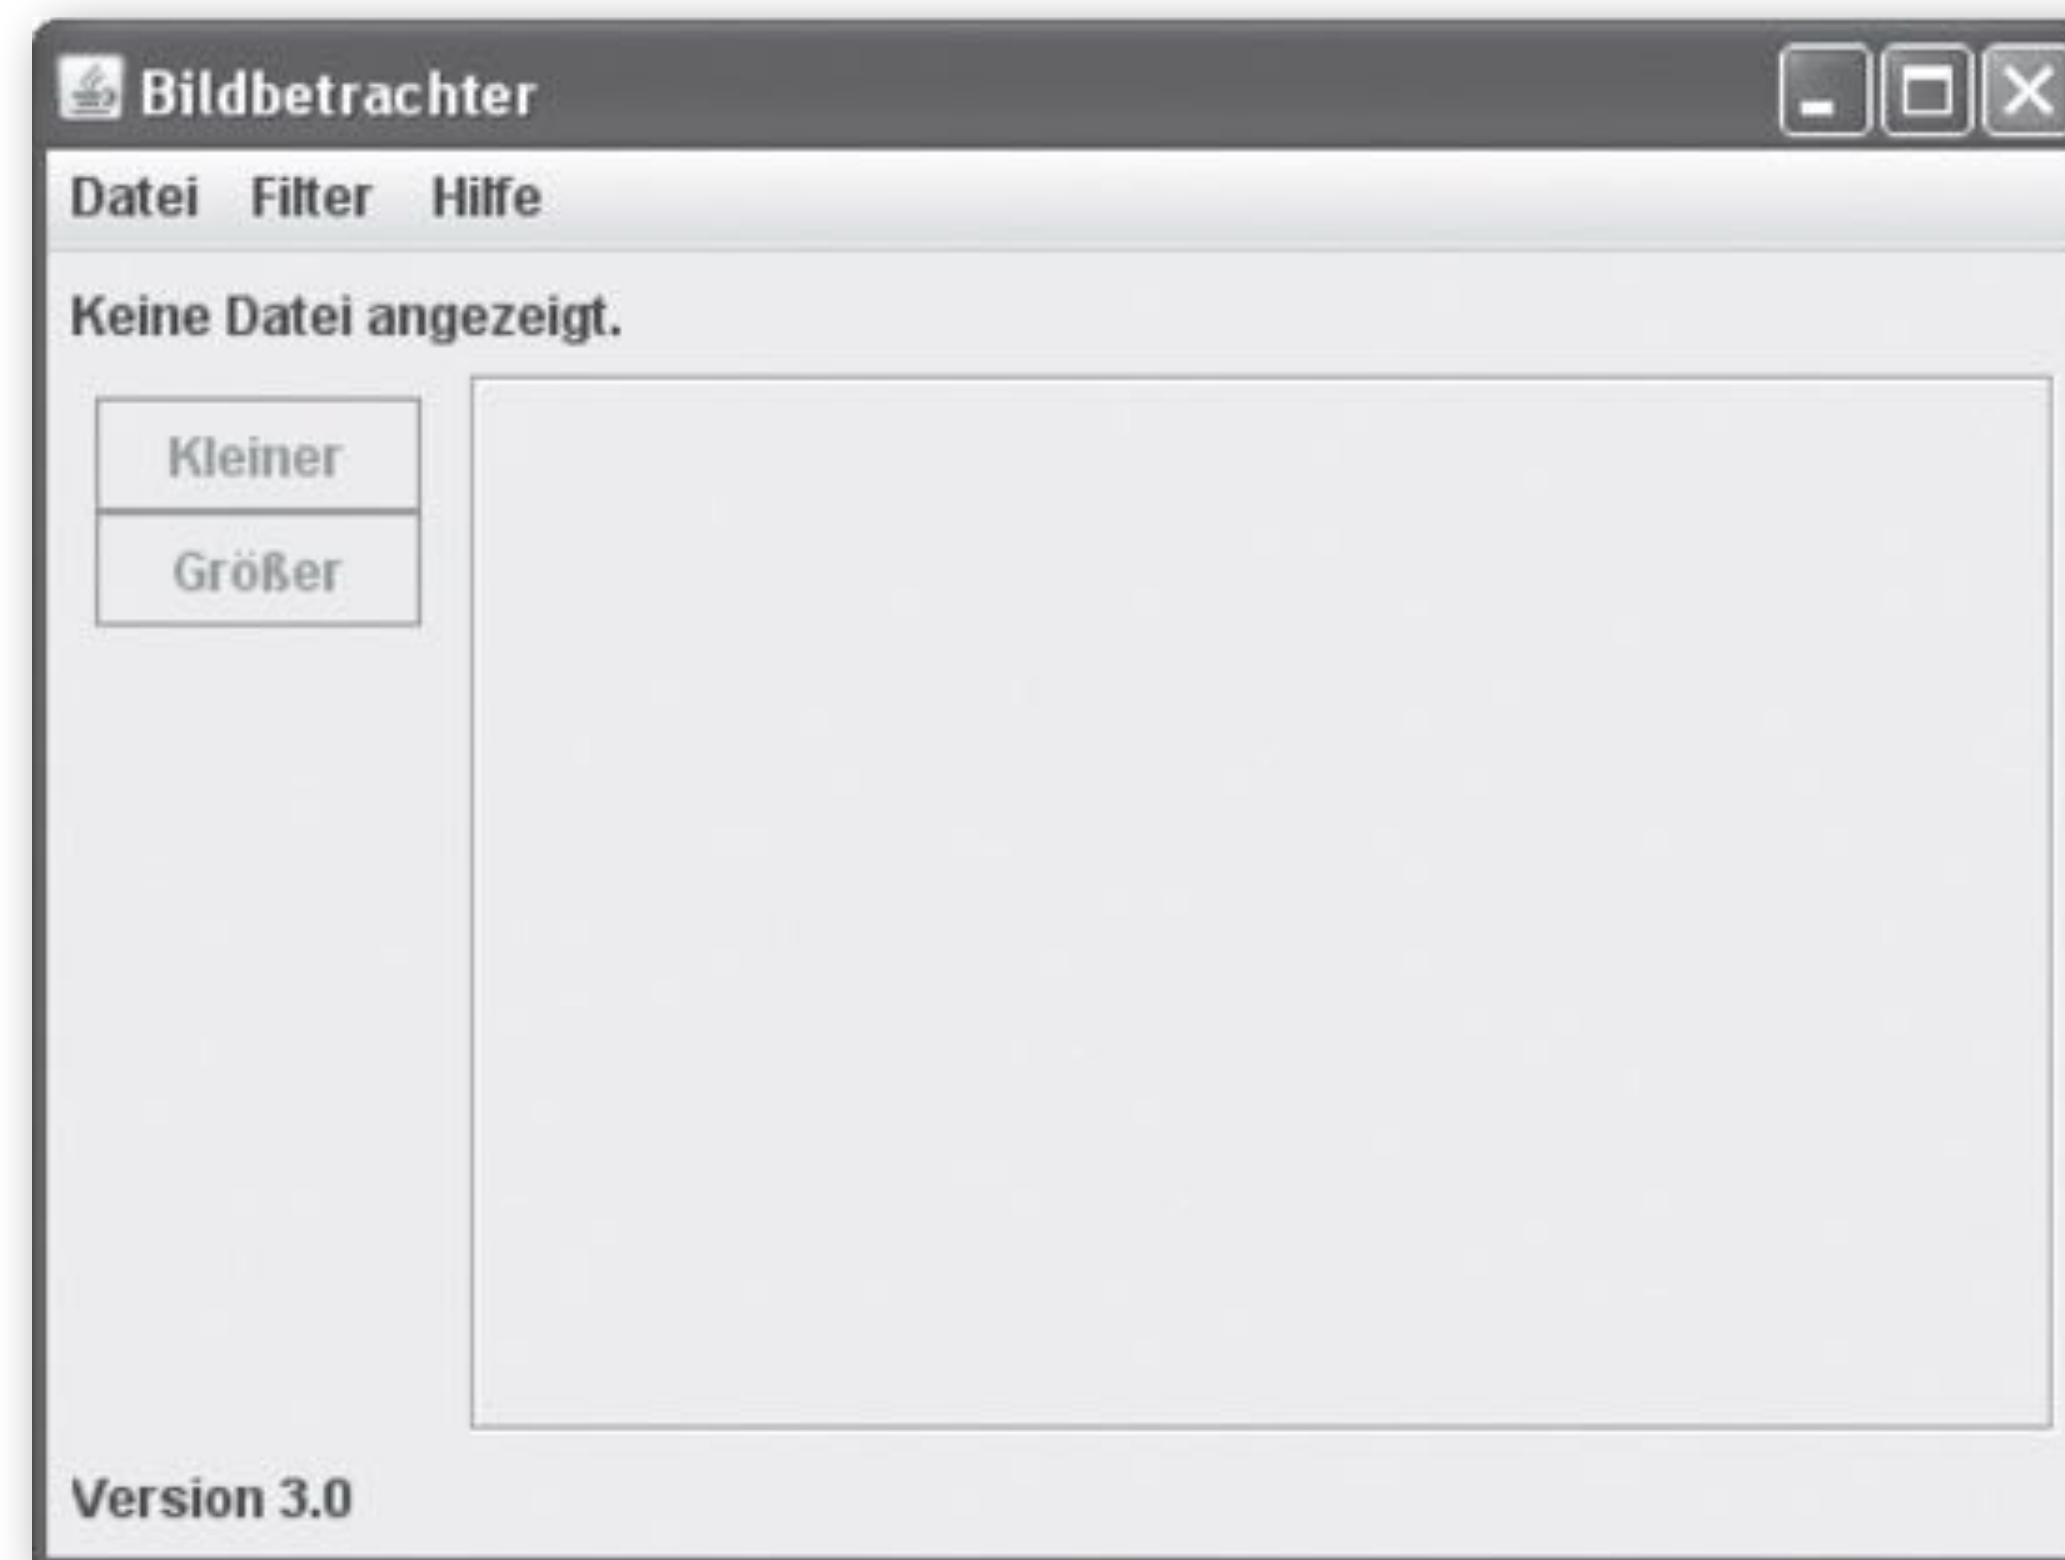 Bildbetrachter
Datei Filter Hilfe
Keine Datei angezeigt.
Kleiner
Größer
Version 3.0